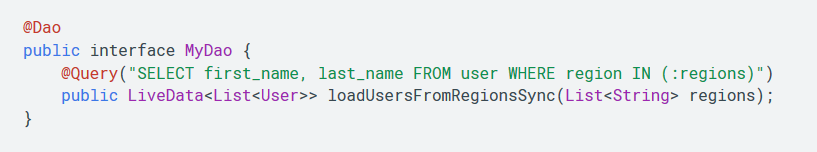 @Dao
public interface MyDao {
    @Query("SELECT first_name, last_name FROM user WHERE region IN (:regions)")
    public LiveData<List<User>> loadUsersFromRegionsSync(List<String> regions);
}